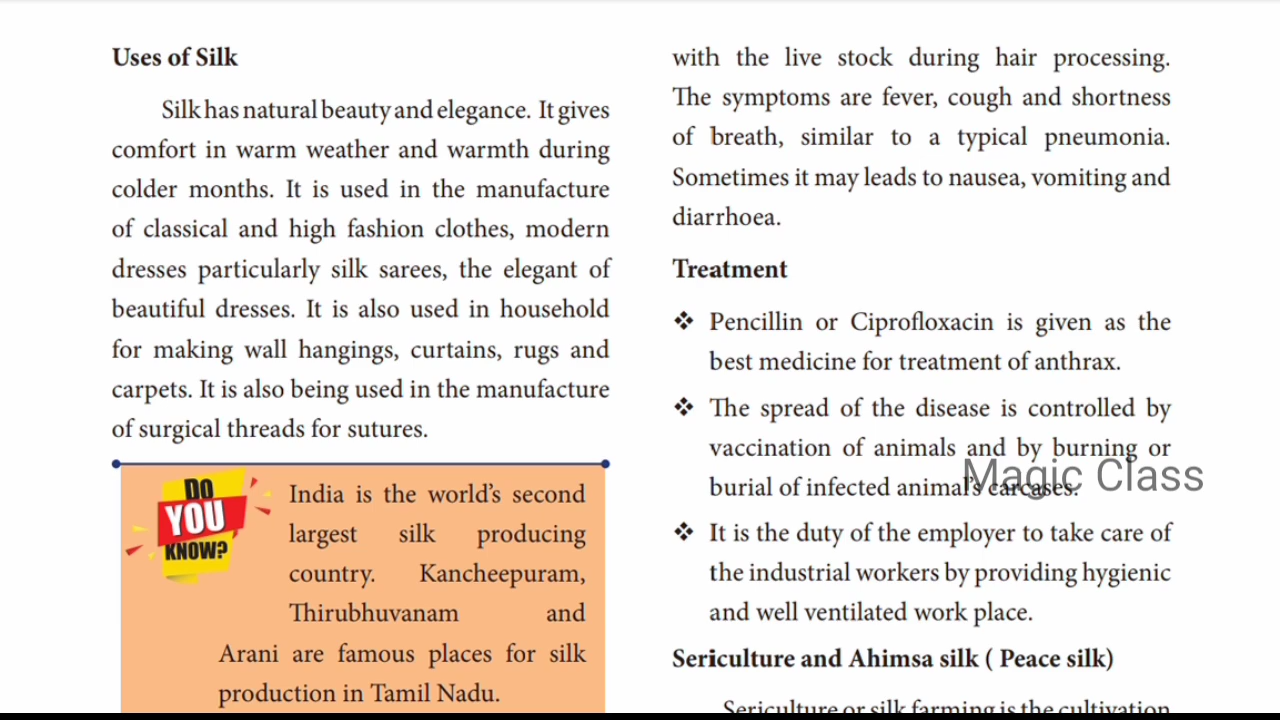 Uses of Silk
Silk has natural beauty and elegance. It gives
comfort in warm weather and warmth during
colder months. It is used in the manufacture
of classical and high fashion clothes, modern
dresses particularly silk sarees, the elegant of
beautiful dresses. It is also used in household
for making wall hangings, curtains, rugs and
carpets. It is also being used in the manufacture
of surgical threads for sutures.
DO
YOU
KNOW?
India is the world's second
largest silk producing
country. Kancheepuram,
Thirubhuvanam and
Arani are famous places for silk
production in Tamil Nadu.
with the live stock during hair processing.
The symptoms are fever, cough and shortness
of breath, similar to a typical pneumonia.
Sometimes it may leads to nausea, vomiting and
diarrhoea.
Treatment
❖ Pencillin or Ciprofloxacin is given as the
best medicine for treatment of anthrax.
❖ The spread of the disease is controlled by
vaccination of animals and by burning or
burial of infected animal's carcases.
Magic Class
❖ It is the duty of the employer to take care of
the industrial workers by providing hygienic
and well ventilated work place.
Sericulture and Ahimsa silk ( Peace silk)
Sericulture or silk farming is the cultivation